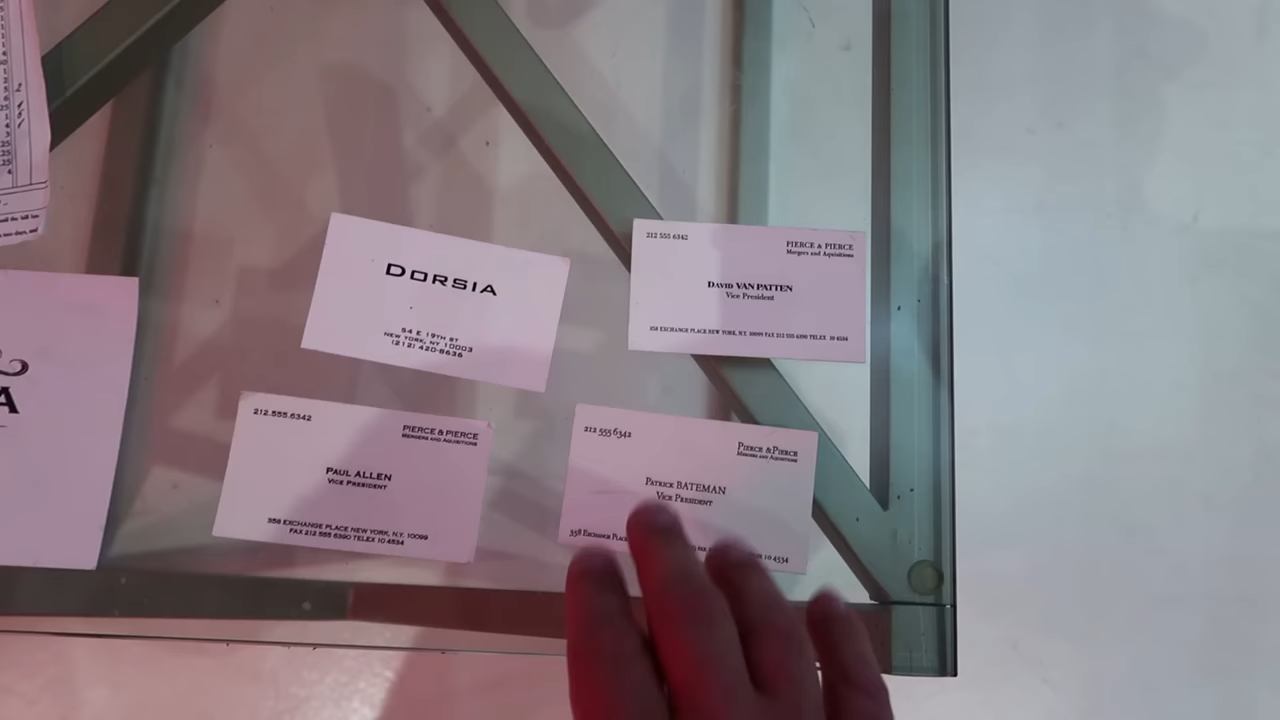 DORSIA
54 E 19TH ST
NEW YORK, NY 10003
(212) 420-8636
212 555 6342
PIERCE & PIERCE
Mergers and Aquisitions
DAVID VAN PATTEN
Vice President
358 EXCHANGE PLACE NEW YORK, N.Y. 10099 FAX 212 555 6390 TELEX 10 4534
212.555.6342
PIERCE & PIERCE
MERGERS AND AQUISITIONS
PAUL ALLEN
VICE PRESIDENT
358 EXCHANGE PLACE NEW YORK, N.Y. 10099
FAX 212 555 6390 TELEX 10 4534
212 555 6342
PIERCE & PIERCE
MERGERS AND AQUISITIONS
PATRICK BATEMAN
VICE PRESIDENT
358 EXCHANGE 10 4534